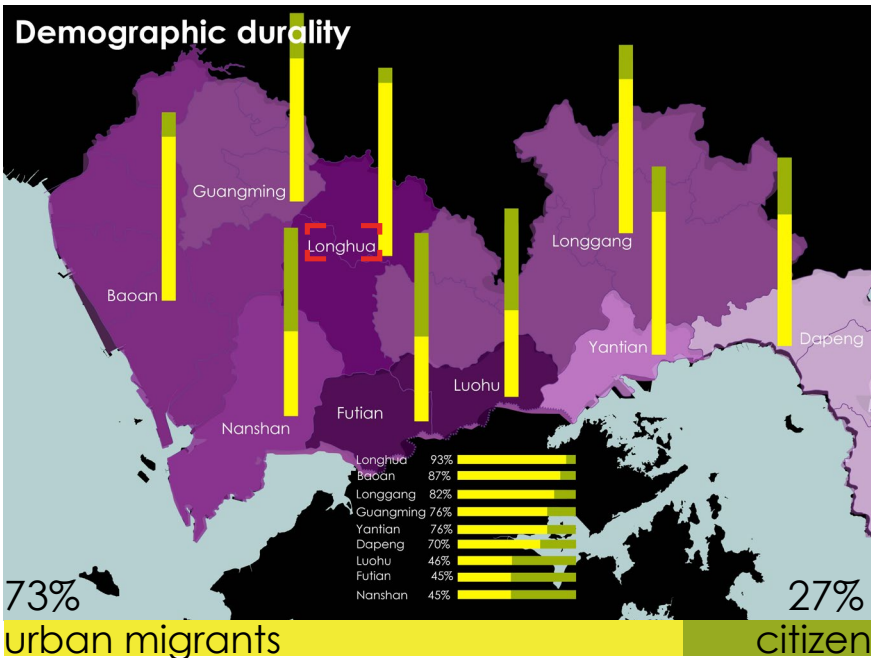 Demographic durality
Guangming
Longhua
Longgang
Baoan
Yantian
Dapeng
Luohu
Futian
Nanshan
Longhua 93%
Baoan 87%
Longgang 82%
Guangming 76%
Yantian 76%
Dapeng 70%
Luohu 46%
Futian 45%
Nanshan 45%
73% 27%
urban migrants citizen